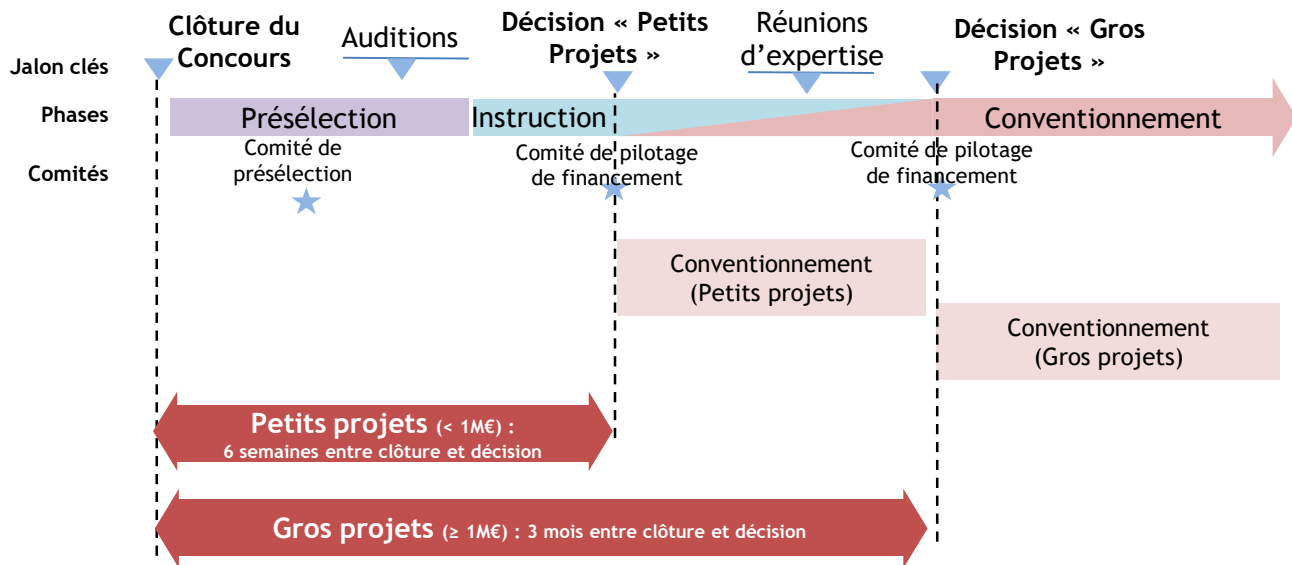 Clôture du
Concours
Auditions
Décision « Petits
Projets »
Réunions
d’expertise
Décision « Gros
Projets »
Jalon clés
Phases
Présélection
Instruction
Conventionnement
Comités
Comité de
présélection
Comité de pilotage
de financement
Comité de pilotage
de financement
Conventionnement
(Petits projets)
Conventionnement
(Gros projets)
Petits projets (< 1M€) :
6 semaines entre clôture et décision
Gros projets (≥ 1M€) : 3 mois entre clôture et décision